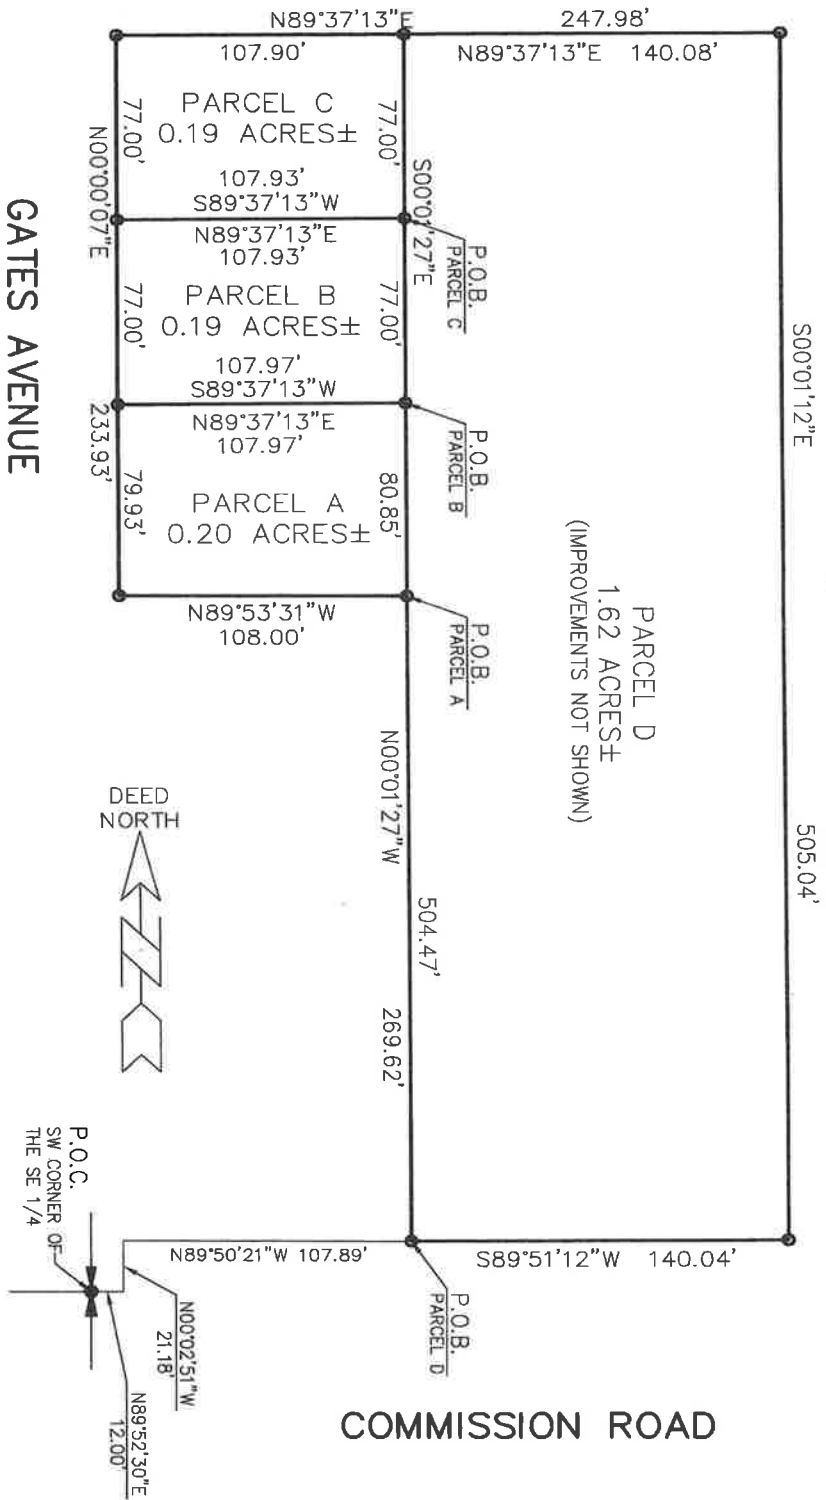 N89°37'13"E
247.98'
107.90'
N89°37'13"E 140.08'
PARCEL C
0.19 ACRES±
77.00'
77.00'
N00°00'07"E
S00°01'27"E
107.93'
S89°37'13"W
N89°37'13"E
107.93'
P.O.B.
PARCEL C
PARCEL B
0.19 ACRES±
77.00'
77.00'
107.97'
S89°37'13"W
N89°37'13"E
107.97'
P.O.B.
PARCEL B
S00°01'12"E
505.04'
GATES AVENUE
233.93'
79.93'
PARCEL A
0.20 ACRES±
80.85'
N89°53'31"W
108.00'
P.O.B.
PARCEL A
PARCEL D
1.62 ACRES±
(IMPROVEMENTS NOT SHOWN)
N00°01'27"W
504.47'
269.62'
DEED
NORTH
P.O.C.
SW CORNER OF
THE SE 1/4
N89°50'21"W 107.89'
S89°51'12"W 140.04'
P.O.B.
PARCEL D
N00°02'51"W
21.18'
N89°52'30"E
12.00'
COMMISSION ROAD